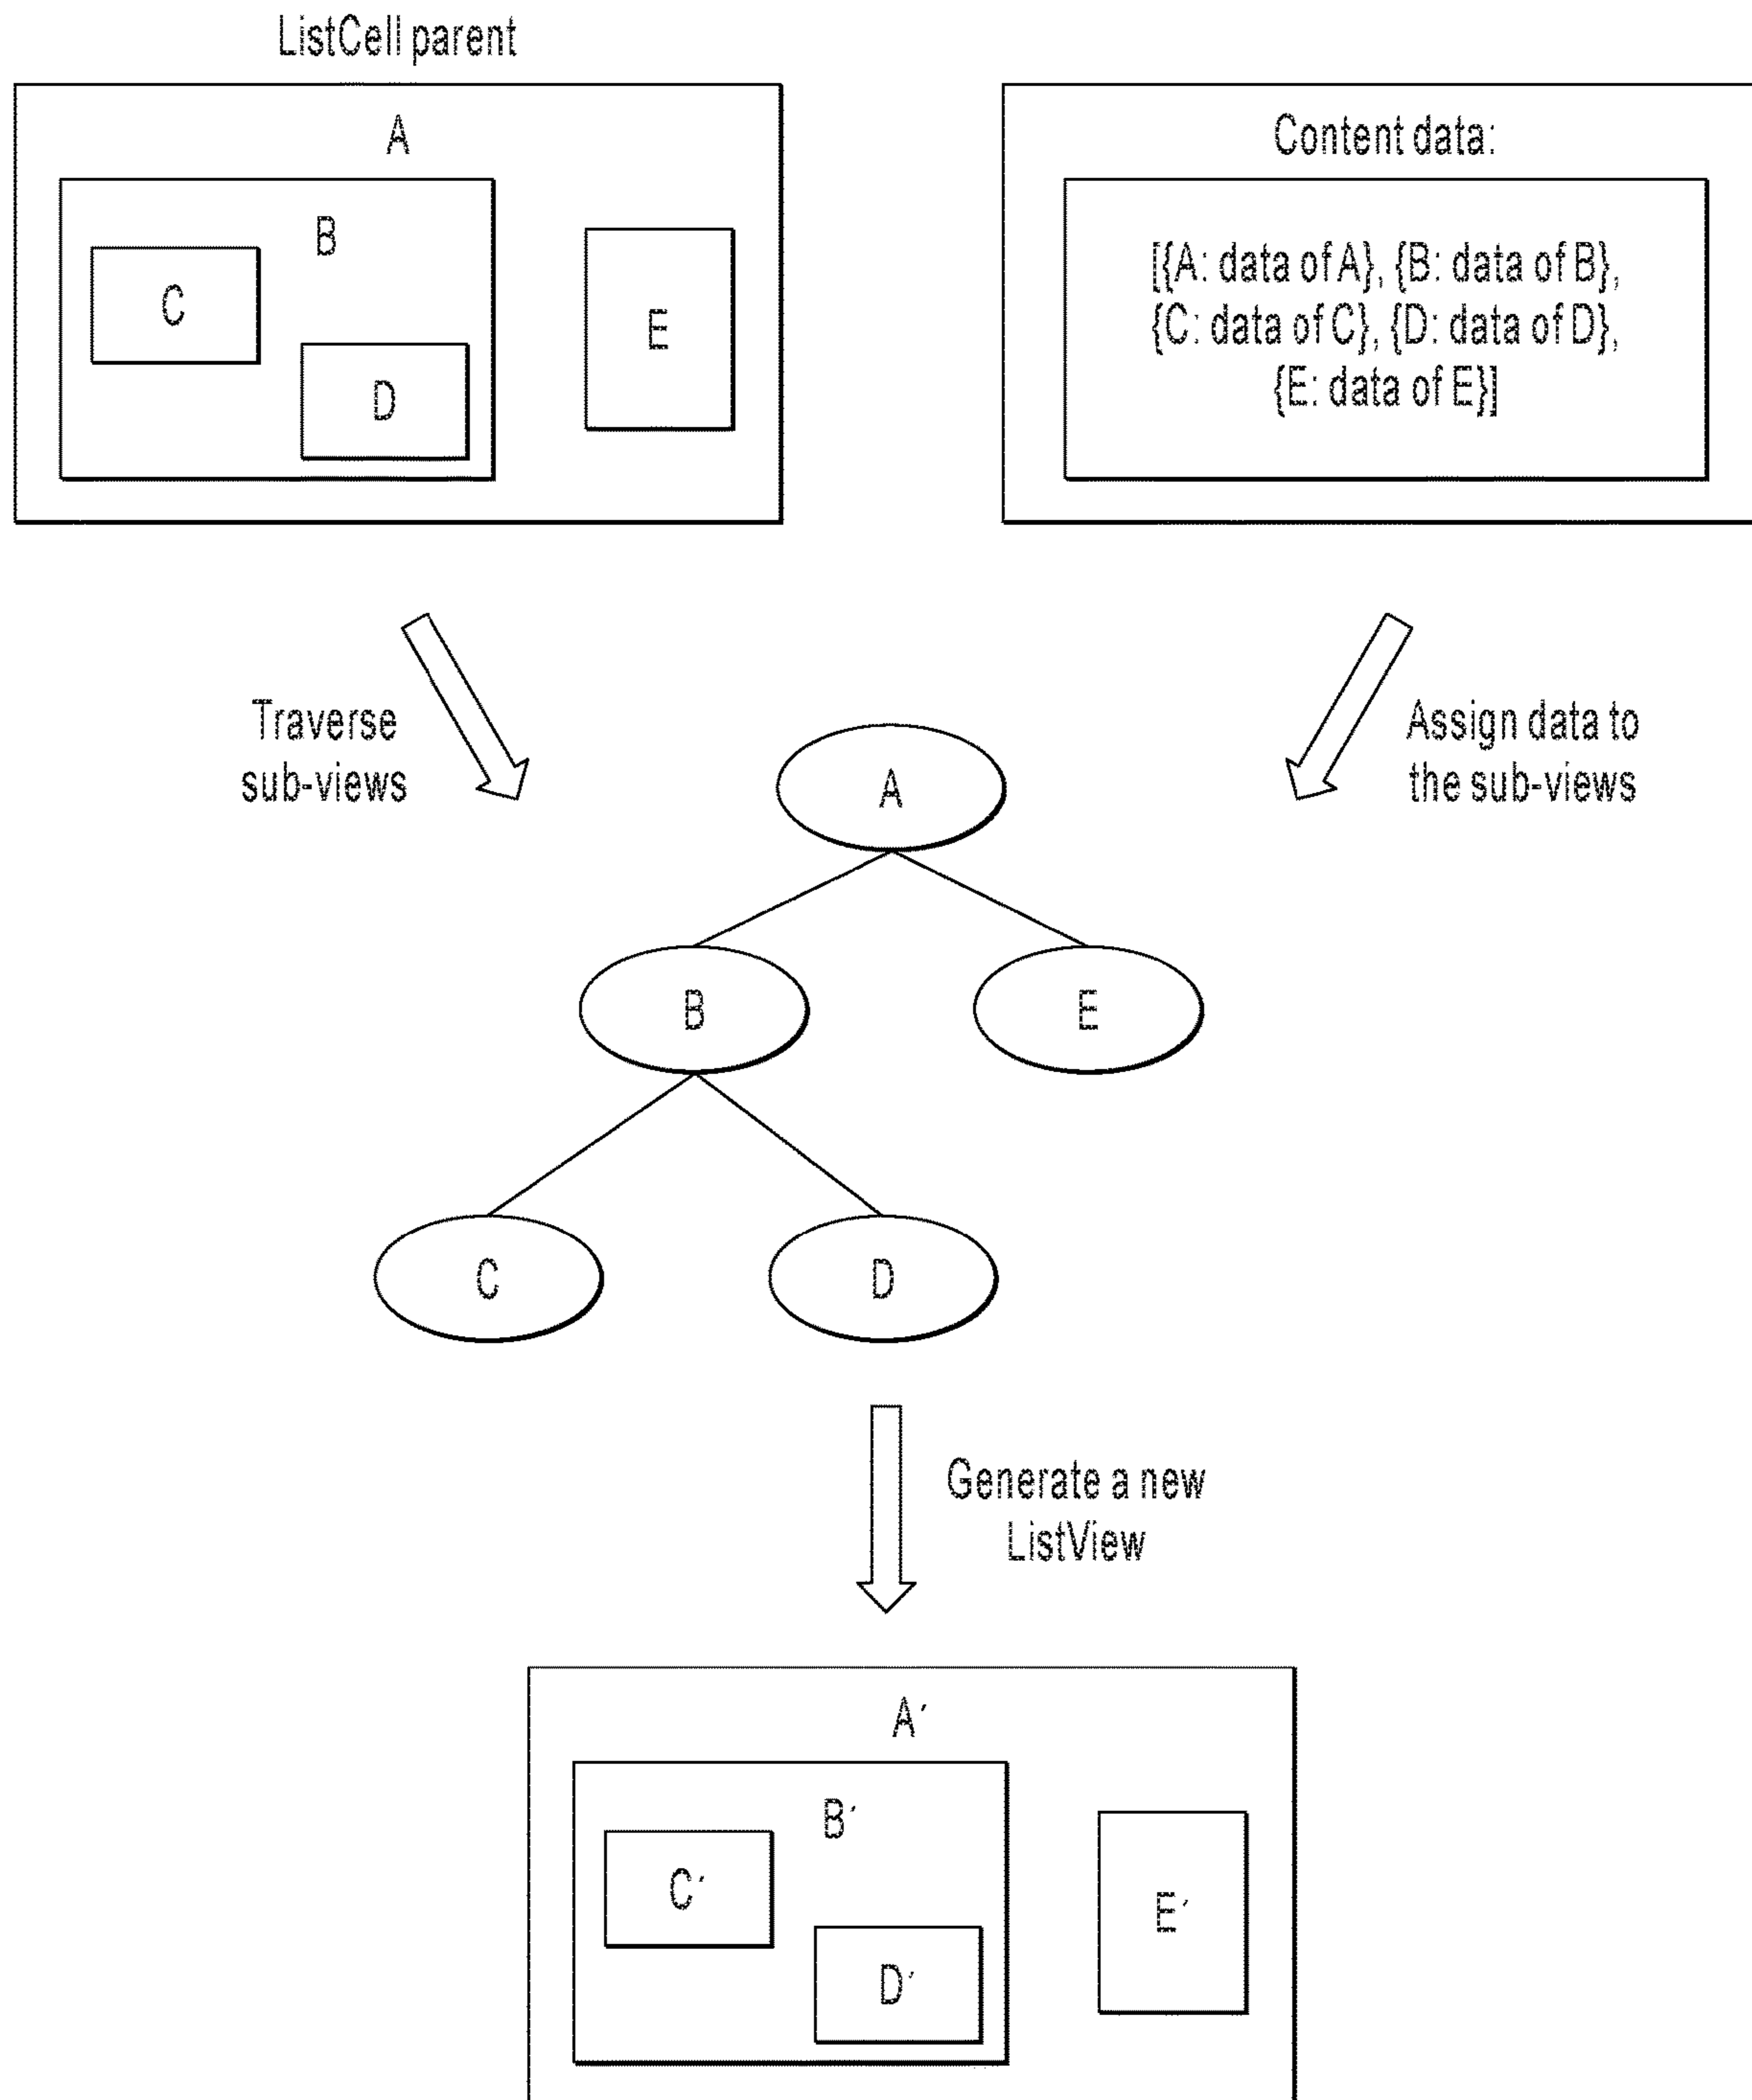 ListCell parent
A
B
C
D
E
Content data:
[{A: data of A}, {B: data of B},
{C: data of C}, {D: data of D},
{E: data of E}]
Traverse
sub-views
Assign data to
the sub-views
A
B
E
C
D
Generate a new
ListView
A´
B´
C´
D´
E´